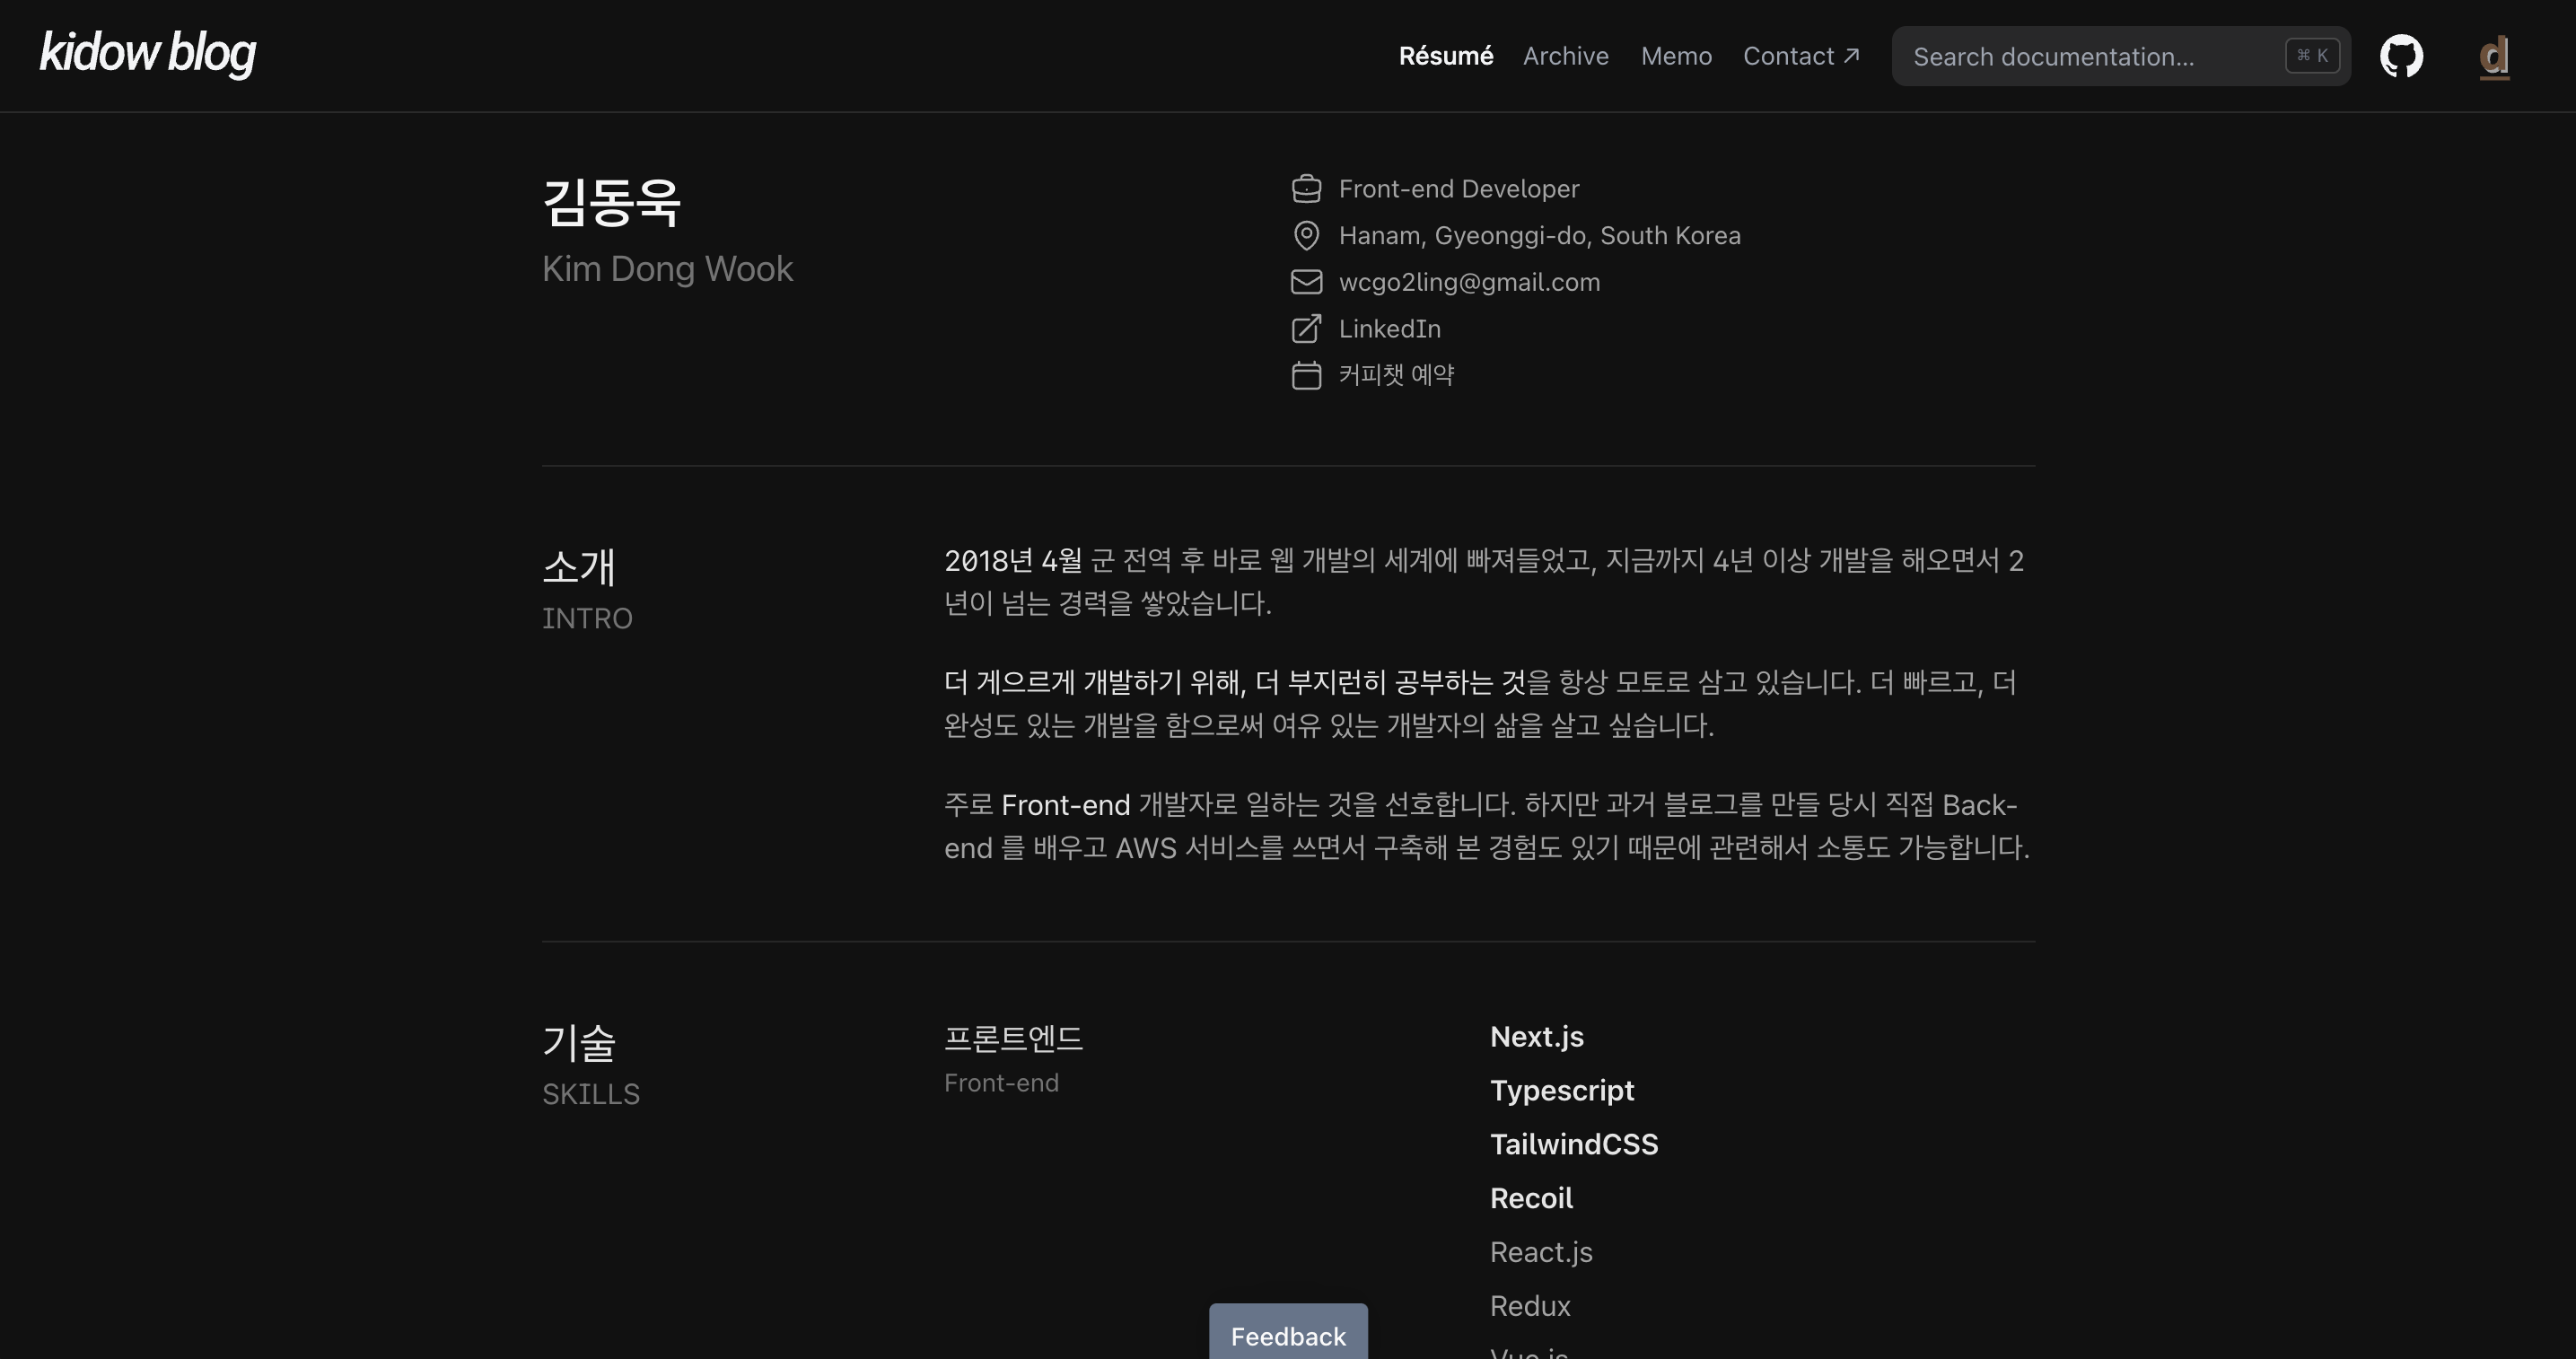 kidow blog
Résumé
Archive
Memo
Contact ↗
Search documentation...
⌘ K
d
김동욱
Kim Dong Wook
Front-end Developer
Hanam, Gyeonggi-do, South Korea
wcgo2ling@gmail.com
LinkedIn
커피챗 예약
소개
INTRO
2018년 4월 군 전역 후 바로 웹 개발의 세계에 빠져들었고, 지금까지 4년 이상 개발을 해오면서 2
년이 넘는 경력을 쌓았습니다.
더 게으르게 개발하기 위해, 더 부지런히 공부하는 것을 항상 모토로 삼고 있습니다. 더 빠르고, 더
완성도 있는 개발을 함으로써 여유 있는 개발자의 삶을 살고 싶습니다.
주로 Front-end 개발자로 일하는 것을 선호합니다. 하지만 과거 블로그를 만들 당시 직접 Back-
end 를 배우고 AWS 서비스를 쓰면서 구축해 본 경험도 있기 때문에 관련해서 소통도 가능합니다.
기술
SKILLS
프론트엔드
Front-end
Next.js
Typescript
TailwindCSS
Recoil
React.js
Redux
Vue.js
Feedback